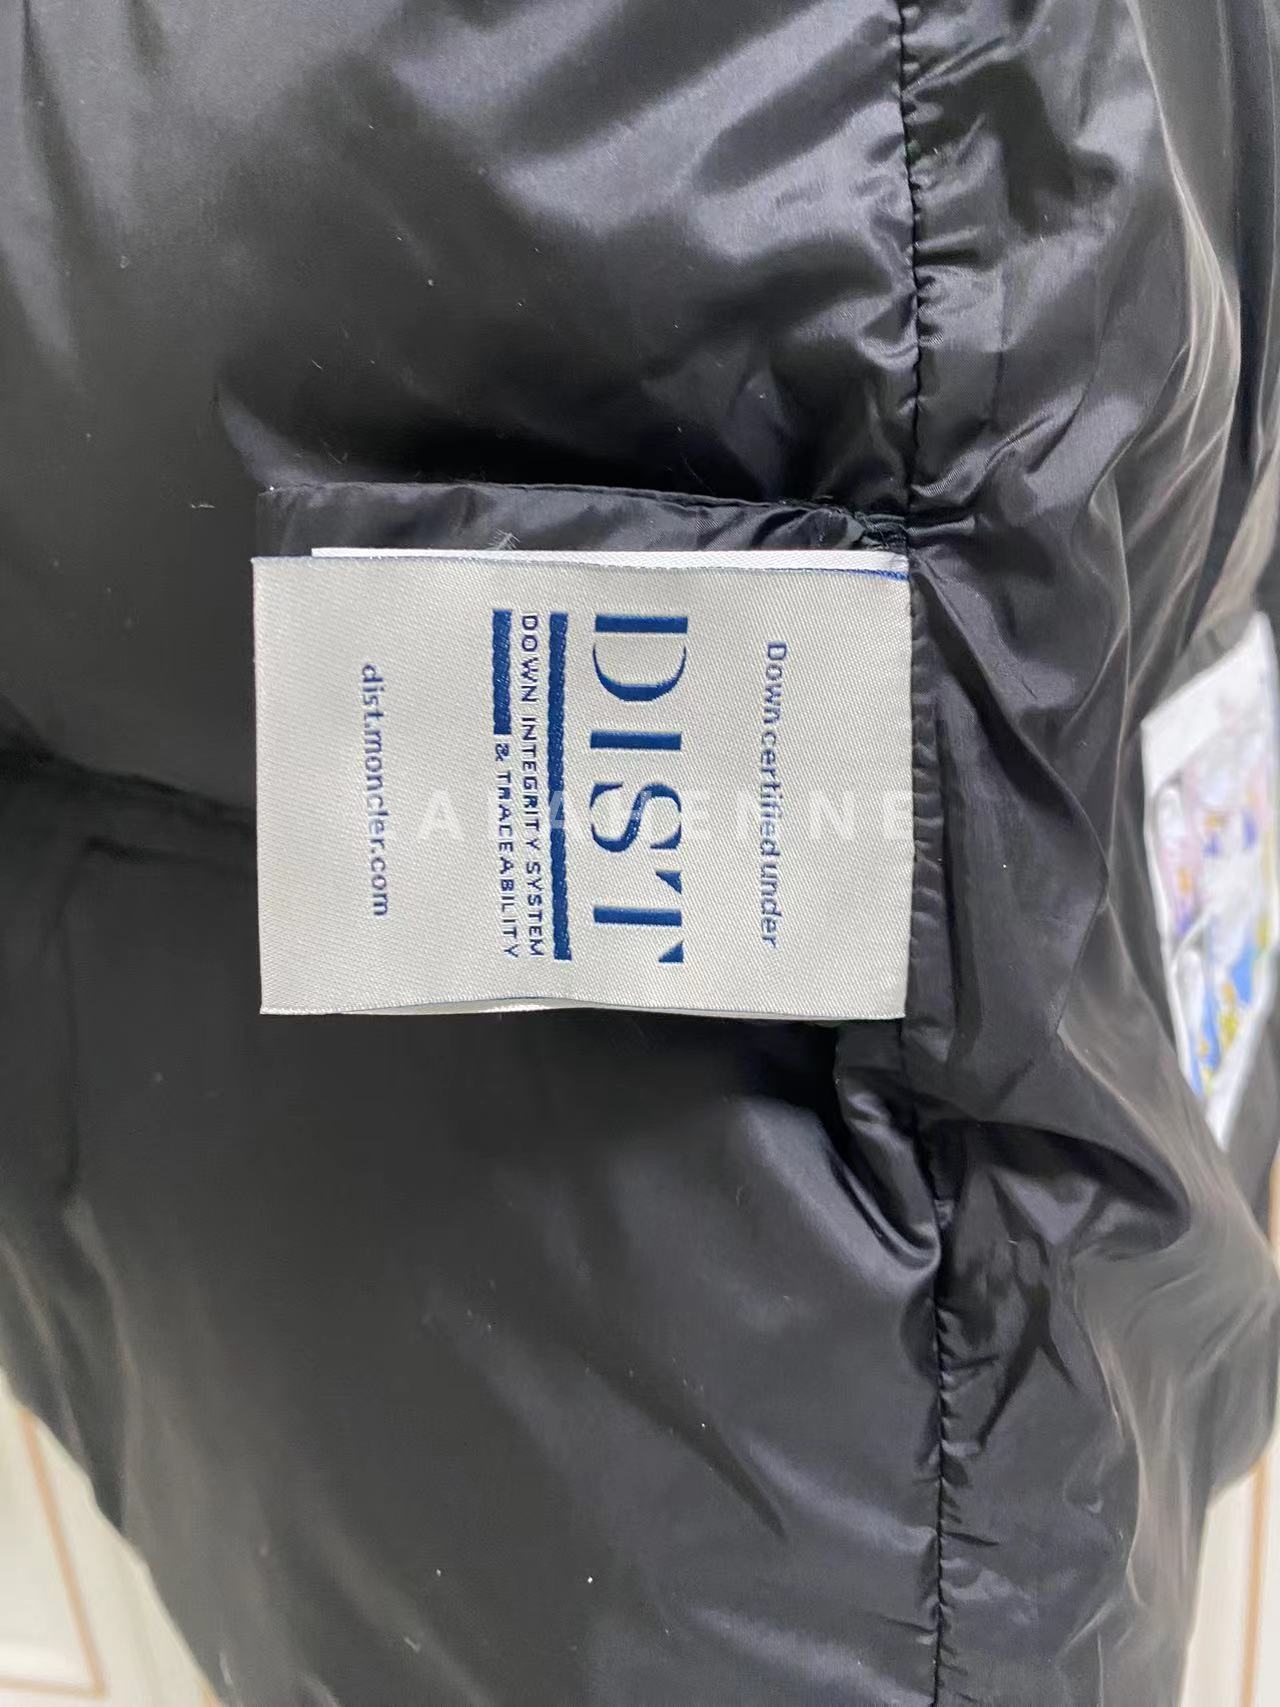 Down certified under
DIST
DOWN INTEGRITY SYSTEM
& TRACEABILITY
dist.moncler.com